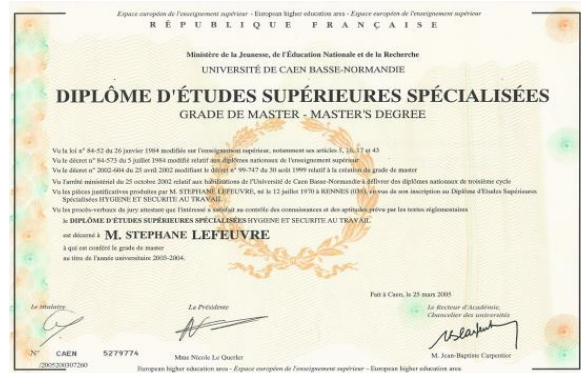 Espace européen de l'enseignement supérieur - European higher education area - Espace européen de l'enseignement supérieur
RÉPUBLIQUE FRANÇAISE
Ministère de la Jeunesse, de l'Éducation Nationale et de la Recherche
UNIVERSITÉ DE CAEN BASSE-NORMANDIE
DIPLÔME D'ÉTUDES SUPÉRIEURES SPÉCIALISÉES
GRADE DE MASTER - MASTER'S DEGREE
Vu la loi n° 84-52 du 26 janvier 1984 modifiée sur l'enseignement supérieur, notamment ses articles 5, 16, 17 et 43
Vu le décret n° 84-573 du 5 juillet 1984 modifié relatif aux diplômes nationaux de l'enseignement supérieur
Vu le décret n° 2002-604 du 25 avril 2002 modifiant le décret n° 99-747 du 30 août 1999 relatif à la création du grade de master
Vu l'arrêté ministériel du 25 octobre 2002 relatif aux habilitations de l'Université de Caen Basse-Normandie à délivrer des diplômes nationaux de troisième cycle
Vu les pièces justificatives produites par M. STEPHANE LEFEUVRE, né le 12 juillet 1970 à RENNES (035), en vue de son inscription au Diplôme d'Etudes Supérieures
Spécialisées HYGIENE ET SECURITE AU TRAVAIL
Vu les procès-verbaux du jury attestant que l'intéressé a satisfait au contrôle des connaissances et des aptitudes prévu par les textes réglementaires
le DIPLÔME D'ÉTUDES SUPÉRIEURES SPÉCIALISÉES HYGIENE ET SECURITE AU TRAVAIL
est décerné à M. STEPHANE LEFEUVRE
à qui est conféré le grade de master
au titre de l'année universitaire 2003-2004.
Fait à Caen, le 25 mars 2005
Le titulaire
La Présidente
Le Recteur d'Académie,
Chancelier des universités
N° CAEN 5279774
/2005200307260
Mme Nicole Le Querler
M. Jean-Baptiste Carpentier
European higher education area - Espace européen de l'enseignement supérieur - European higher education area